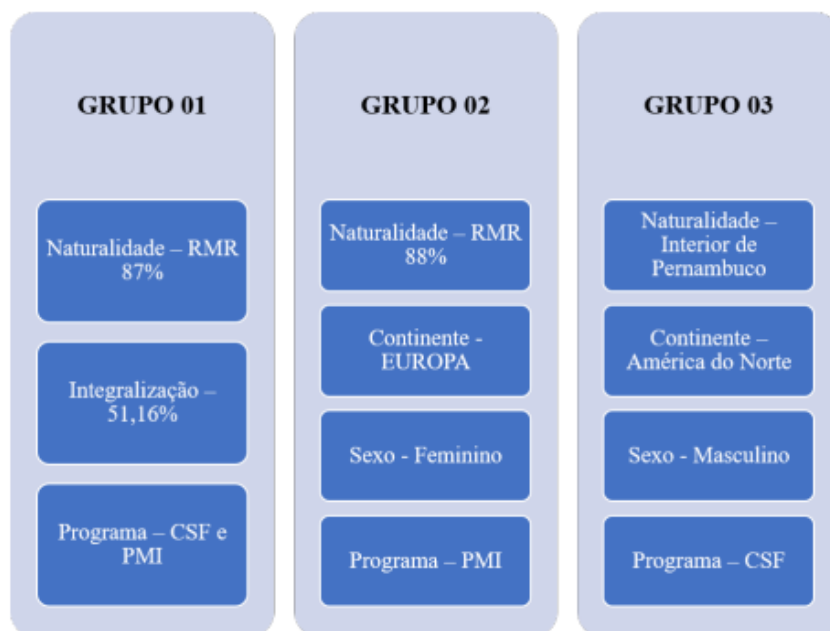 GRUPO 01
Naturalidade – RMR
87%
Integralização –
51,16%
Programa – CSF e
PMI
GRUPO 02
Naturalidade – RMR
88%
Continente -
EUROPA
Sexo - Feminino
Programa – PMI
GRUPO 03
Naturalidade –
Interior de
Pernambuco
Continente –
América do Norte
Sexo - Masculino
Programa – CSF